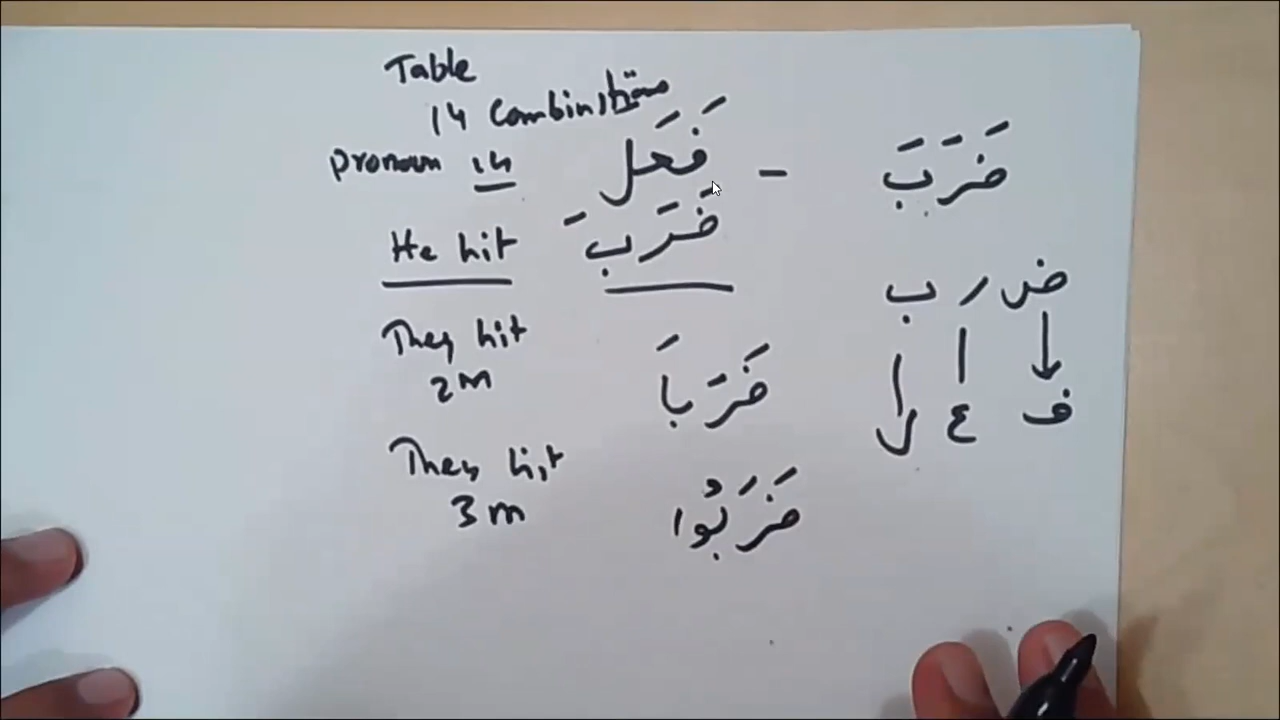 Table
14 Combinations
Pronoun 14 فَعَل - ضَرَبَ
He hit ضَرَبَ
ض ر ب
They hit
2m ضَرَبَا
ف ع ل
They hit
3m ضَرَبُوا